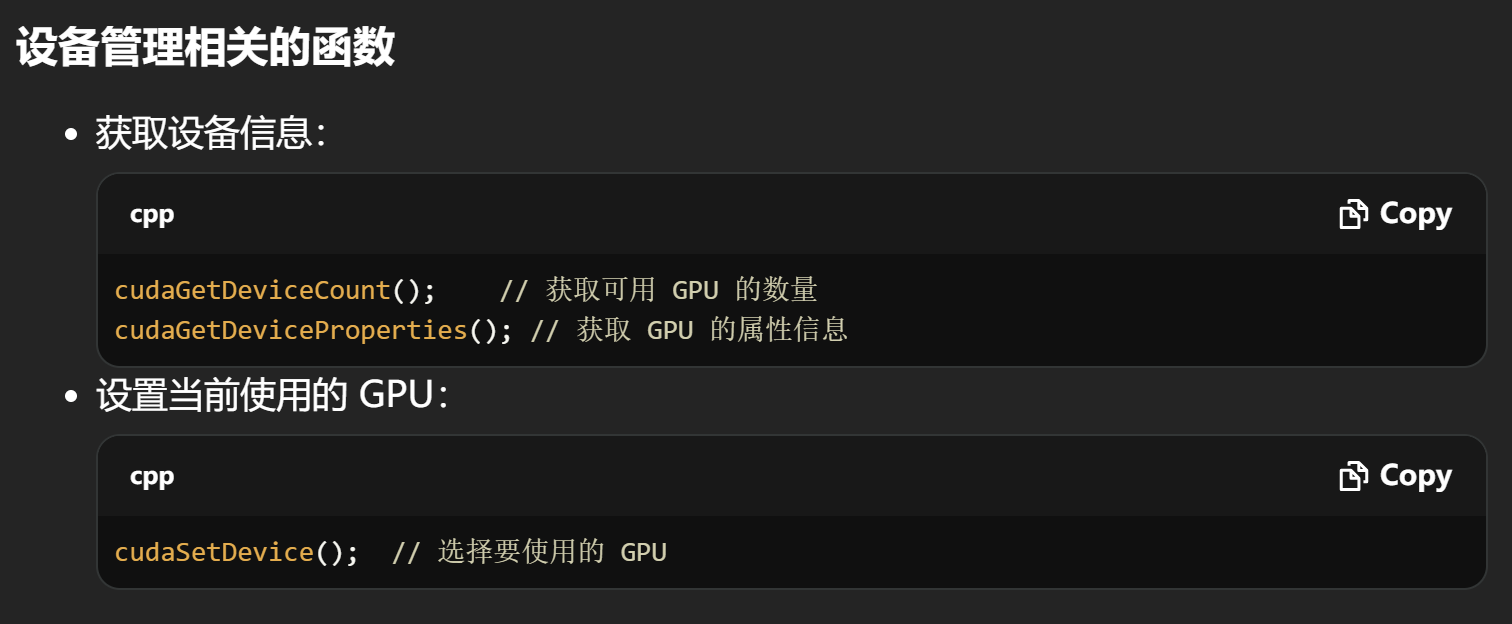 设备管理相关的函数
• 获取设备信息：
cpp
Copy
cudaGetDeviceCount();    // 获取可用 GPU 的数量
cudaGetDeviceProperties(); // 获取 GPU 的属性信息
• 设置当前使用的 GPU：
cpp
Copy
cudaSetDevice();  // 选择要使用的 GPU